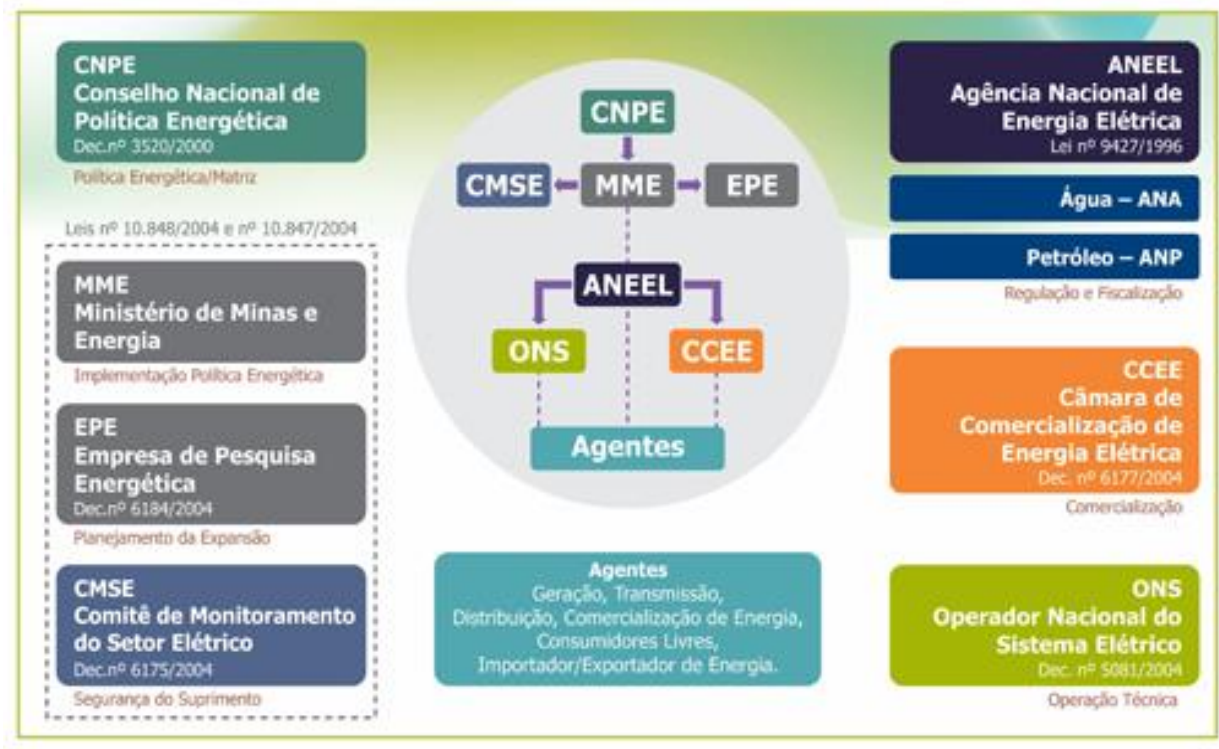 CNPE
Conselho Nacional de
Política Energética
Dec.nº 3520/2000
Política Energética/Matriz
Leis nº 10.848/2004 e nº 10.847/2004
MME
Ministério de Minas e
Energia
Implementação Política Energética
EPE
Empresa de Pesquisa
Energética
Dec.nº 6184/2004
Planejamento da Expansão
CMSE
Comitê de Monitoramento
do Setor Elétrico
Dec.nº 6175/2004
Segurança do Suprimento
CNPE
CMSE
MME
EPE
ANEEL
ONS
CCEE
Agentes
Agentes
Geração, Transmissão,
Distribuição, Comercialização de Energia,
Consumidores Livres,
Importador/Exportador de Energia.
ANEEL
Agência Nacional de
Energia Elétrica
Lei nº 9427/1996
Água – ANA
Petróleo – ANP
Regulação e Fiscalização
CCEE
Câmara de
Comercialização de
Energia Elétrica
Dec. nº 6177/2004
Comercialização
ONS
Operador Nacional do
Sistema Elétrico
Dec. nº 5081/2004
Operação Técnica